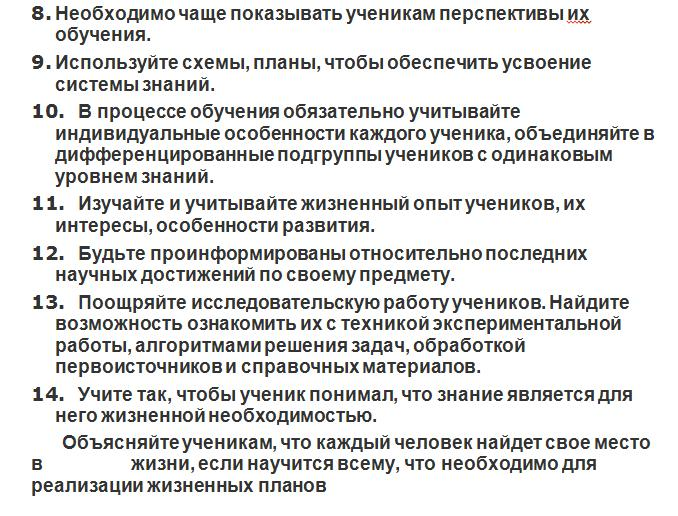 8. Необходимо чаще показывать ученикам перспективы их
обучения.
9. Используйте схемы, планы, чтобы обеспечить усвоение
системы знаний.
10. В процессе обучения обязательно учитывайте
индивидуальные особенности каждого ученика, объединяйте в
дифференцированные подгруппы учеников с одинаковым
уровнем знаний.
11. Изучайте и учитывайте жизненный опыт учеников, их
интересы, особенности развития.
12. Будьте проинформированы относительно последних
научных достижений по своему предмету.
13. Поощряйте исследовательскую работу учеников. Найдите
возможность ознакомить их с техникой экспериментальной
работы, алгоритмами решения задач, обработкой
первоисточников и справочных материалов.
14. Учите так, чтобы ученик понимал, что знание является для
него жизненной необходимостью.
Объясняйте ученикам, что каждый человек найдет свое место
в жизни, если научится всему, что необходимо для
реализации жизненных планов